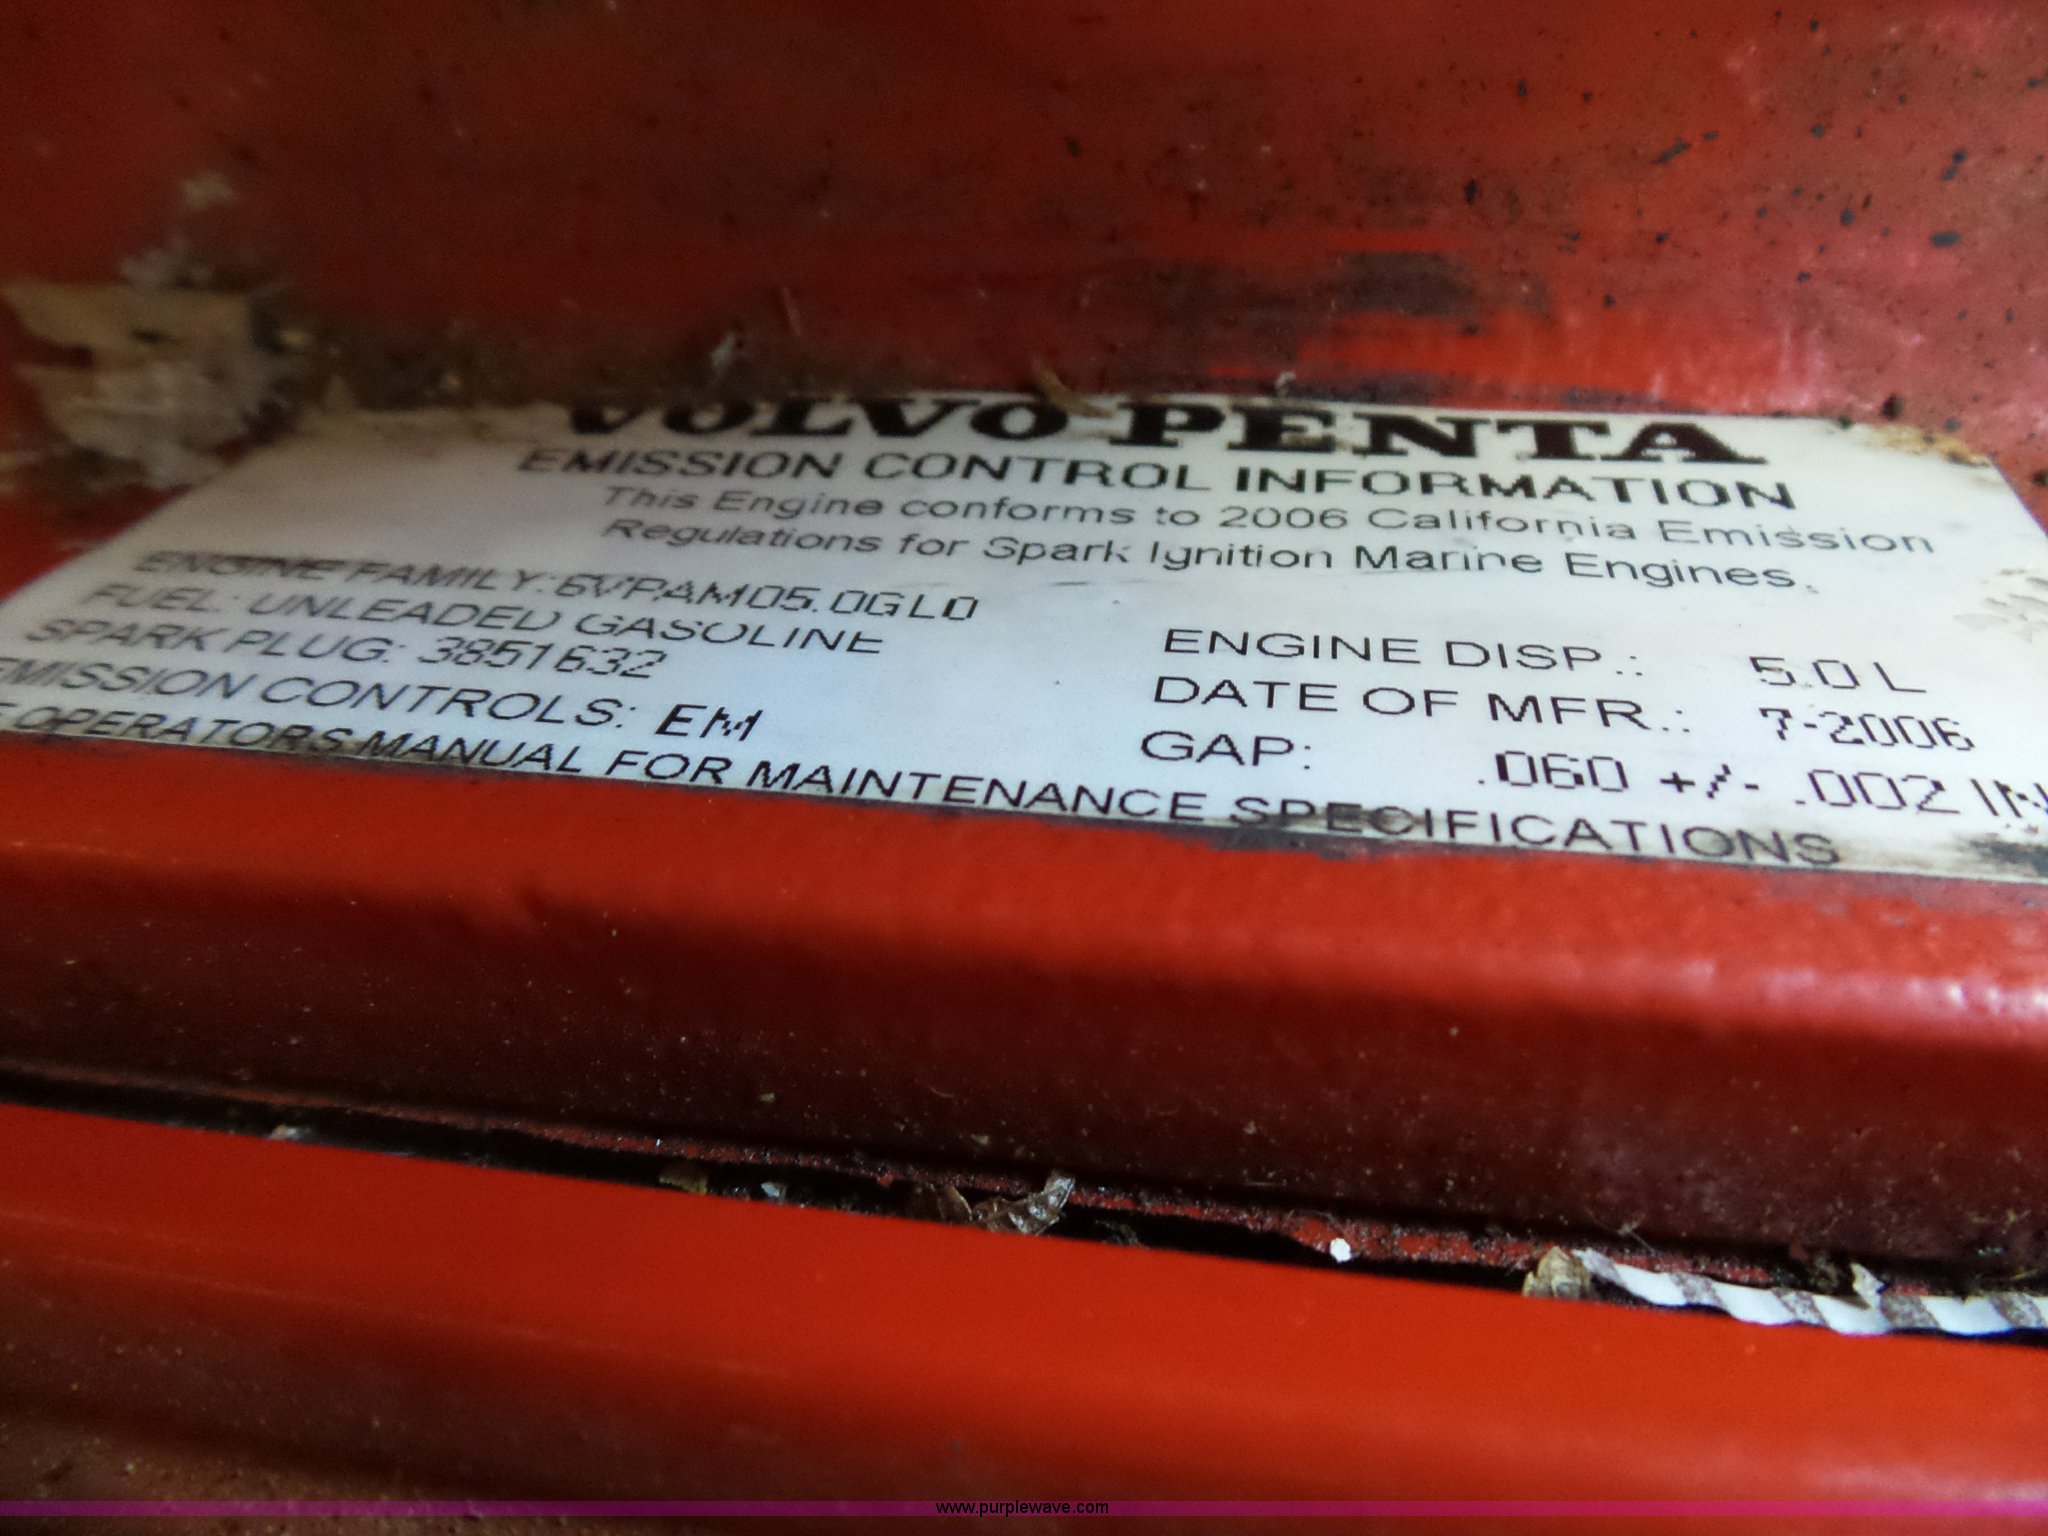 VOLVO PENTA
EMISSION CONTROL INFORMATION
This Engine conforms to 2006 California Emission
Regulations for Spark Ignition Marine Engines.
ENGINE FAMILY: 6VPAM05.0GL0
FUEL: UNLEADED GASOLINE
SPARK PLUG: 3851632
EMISSION CONTROLS: EM
ENGINE DISP.: 5.0 L
DATE OF MFR.: 7-2006
GAP: .060 +/- .002 IN
OPERATORS MANUAL FOR MAINTENANCE SPECIFICATIONS
www.purplewave.com